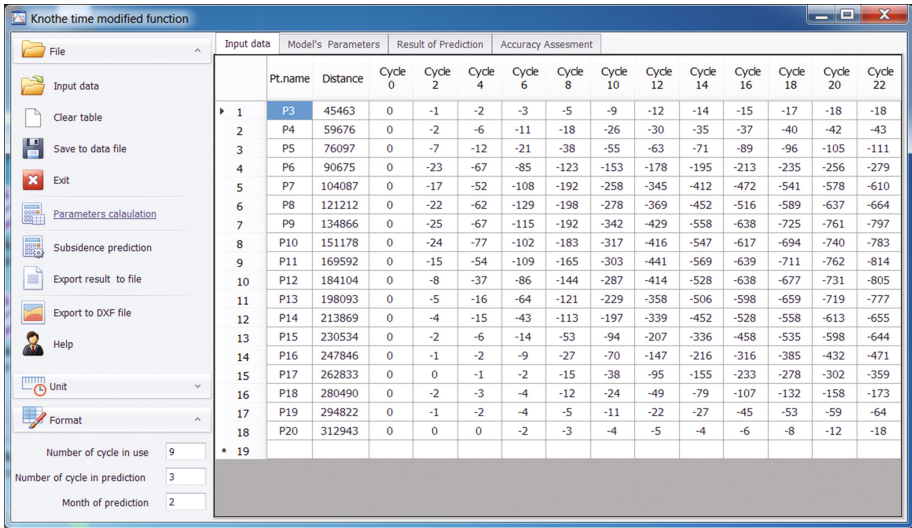 Knothe time modified function
File
Input data
Clear table
Save to data file
Exit
Parameters calaulation
Subsidence prediction
Export result to file
Export to DXF file
Help
Unit
Format
Number of cycle in use 9
Number of cycle in prediction 3
Month of prediction 2
Input data Model's Parameters Result of Prediction Accuracy Assesment
Pt.name Distance Cycle 0 Cycle 2 Cycle 4 Cycle 6 Cycle 8 Cycle 10 Cycle 12 Cycle 14 Cycle 16 Cycle 18 Cycle 20 Cycle 22
1 P3 45463 0 -1 -2 -3 -5 -9 -12 -14 -15 -17 -18 -18
2 P4 59676 0 -2 -6 -11 -18 -26 -30 -35 -37 -40 -42 -43
3 P5 76097 0 -7 -12 -21 -38 -55 -63 -71 -89 -96 -105 -111
4 P6 90675 0 -23 -67 -85 -123 -153 -178 -195 -213 -235 -256 -279
5 P7 104087 0 -17 -52 -108 -192 -258 -345 -412 -472 -541 -578 -610
6 P8 121212 0 -22 -62 -129 -198 -278 -369 -452 -516 -589 -637 -664
7 P9 134866 0 -25 -67 -115 -192 -342 -429 -558 -638 -725 -761 -797
8 P10 151178 0 -24 -77 -102 -183 -317 -416 -547 -617 -694 -740 -783
9 P11 169592 0 -15 -54 -109 -165 -303 -441 -569 -639 -711 -762 -814
10 P12 184104 0 -8 -37 -86 -144 -287 -414 -528 -638 -677 -731 -805
11 P13 198093 0 -5 -16 -64 -121 -229 -358 -506 -598 -659 -719 -777
12 P14 213869 0 -4 -15 -43 -113 -197 -339 -452 -528 -558 -613 -655
13 P15 230534 0 -2 -6 -14 -53 -94 -207 -336 -458 -535 -598 -644
14 P16 247846 0 -1 -2 -9 -27 -70 -147 -216 -316 -385 -432 -471
15 P17 262833 0 0 -1 -2 -15 -38 -95 -155 -233 -278 -302 -359
16 P18 280490 0 -2 -3 -4 -12 -24 -49 -79 -107 -132 -158 -173
17 P19 294822 0 -1 -2 -4 -5 -11 -22 -27 -45 -53 -59 -64
18 P20 312943 0 0 0 -2 -3 -4 -5 -4 -6 -8 -12 -18
* 19